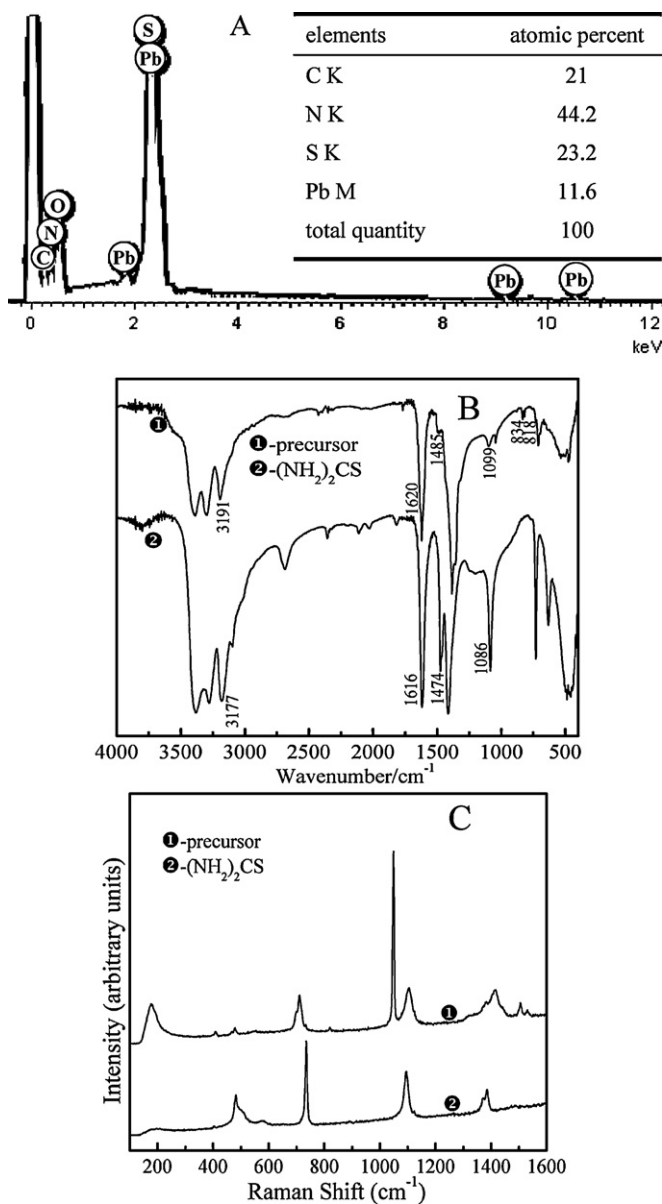 A
S
Pb
O
N
C
Pb
Pb
Pb
0 2 4 6 8 10 12
keV
elements atomic percent
C K 21
N K 44.2
S K 23.2
Pb M 11.6
total quantity 100
B
❶
❶-precursor
❷-(NH₂)₂CS
❷
3191
1620
1485
1099
834
818
3177
1616
1474
1086
4000 3500 3000 2500 2000 1500 1000 500
Wavenumber/cm⁻¹
C
❶-precursor
❷-(NH₂)₂CS
❶
❷
Intensity (arbitrary units)
200 400 600 800 1000 1200 1400 1600
Raman Shift (cm⁻¹)